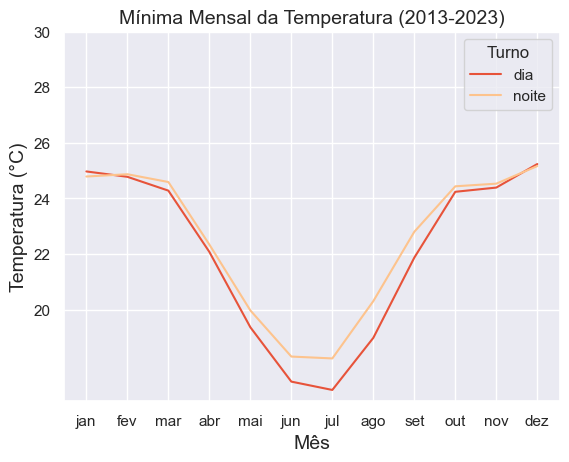 Mínima Mensal da Temperatura (2013-2023)
30
28
26
24
22
20
Temperatura (°C)
Turno
dia
noite
jan fev mar abr mai jun jul ago set out nov dez
Mês